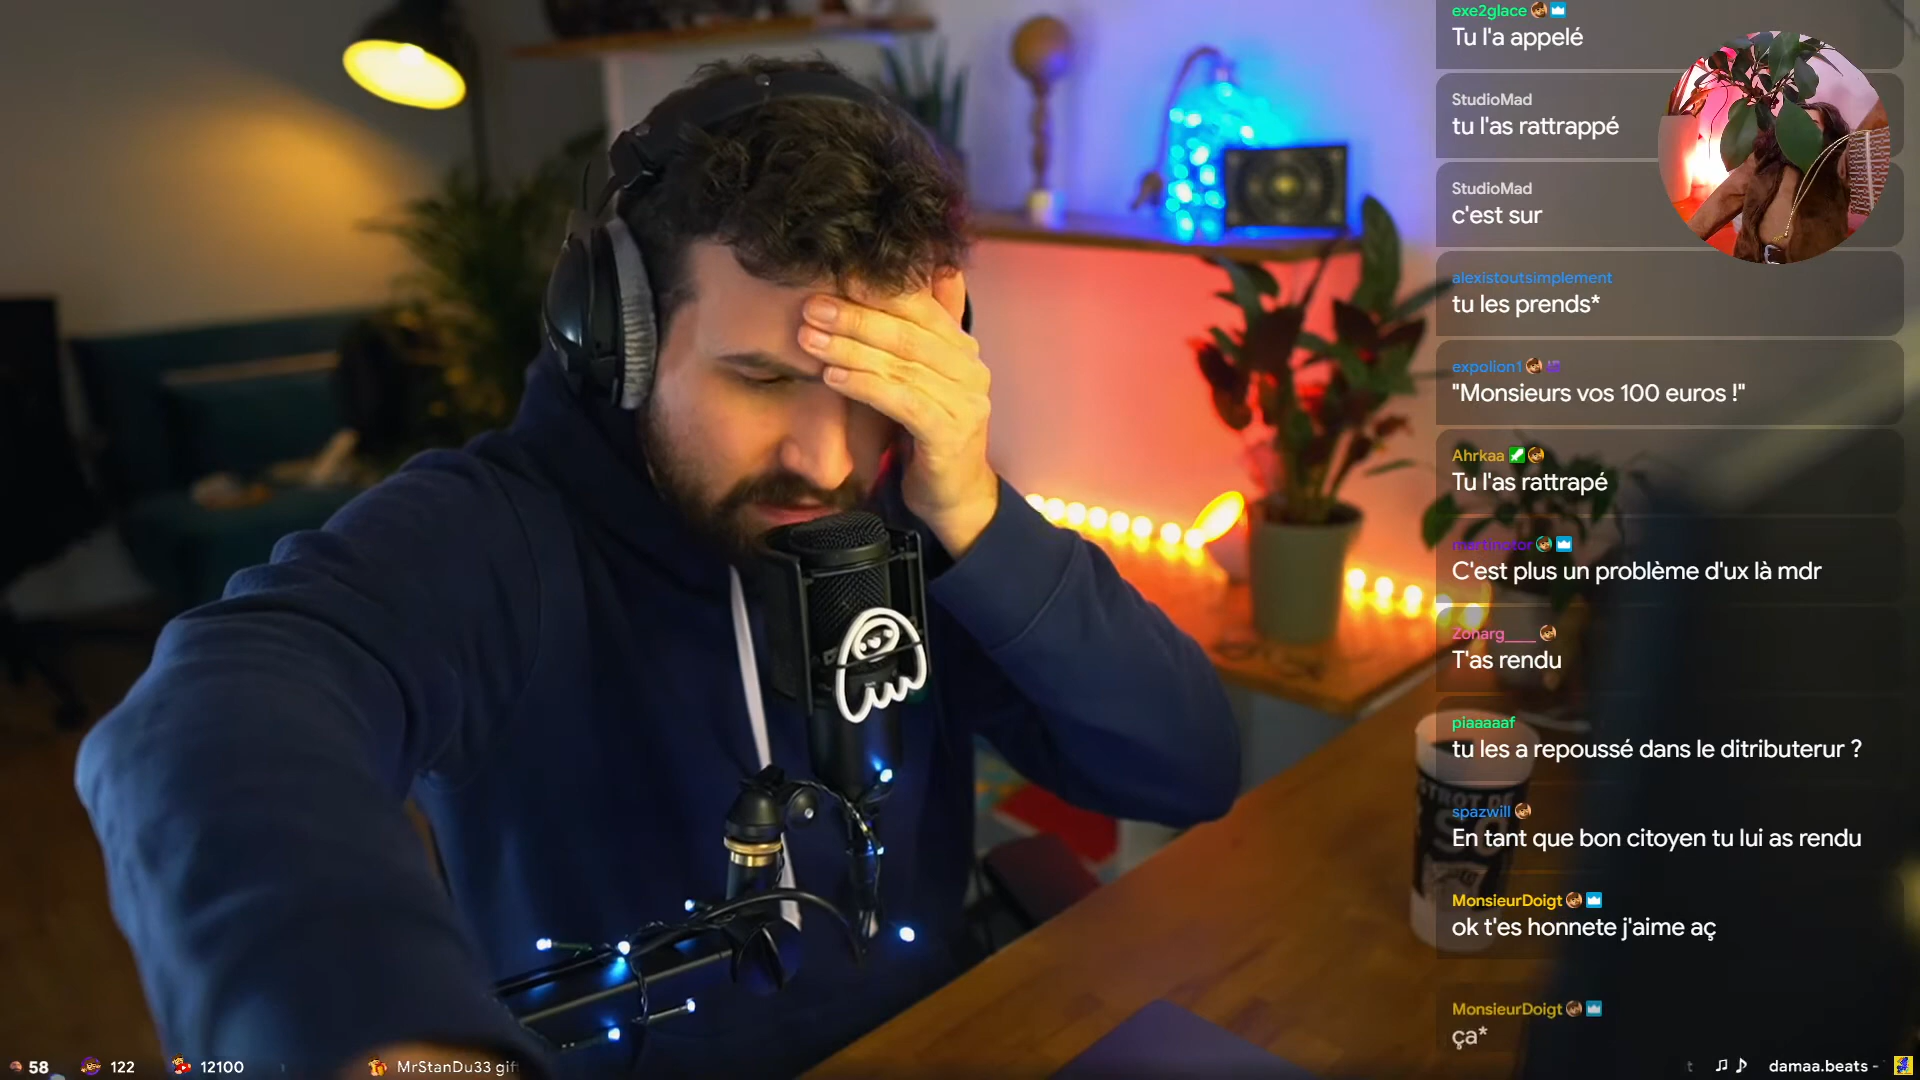 exe2glace
Tu l'a appelé
StudioMad
tu l'as rattrappé
StudioMad
c'est sur
alexistoutsimplement
tu les prends*
expolion1
"Monsieurs vos 100 euros !"
Ahrkaa
Tu l'as rattrapé
martinotor
C'est plus un problème d'ux là mdr
Zonarg____
T'as rendu
piaaaaaf
tu les a repoussé dans le ditributerur ?
spazwill
En tant que bon citoyen tu lui as rendu
MonsieurDoigt
ok t'es honnete j'aime aç
MonsieurDoigt
ça*
58
122
12100
MrStanDu33 gif
damaa.beats -